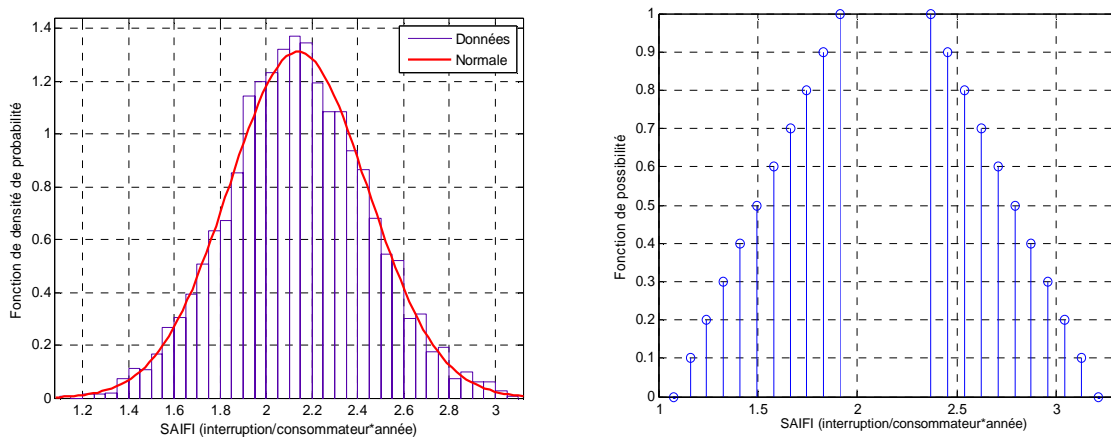 Fonction de densité de probabilité
1.4
1.2
1
0.8
0.6
0.4
0.2
0
Données
Normale
1.2 1.4 1.6 1.8 2 2.2 2.4 2.6 2.8 3
SAIFI (interruption/consommateur*année)
Fonction de possibilité
1
0.9
0.8
0.7
0.6
0.5
0.4
0.3
0.2
0.1
0
1 1.5 2 2.5 3
SAIFI (interruption/consommateur*année)